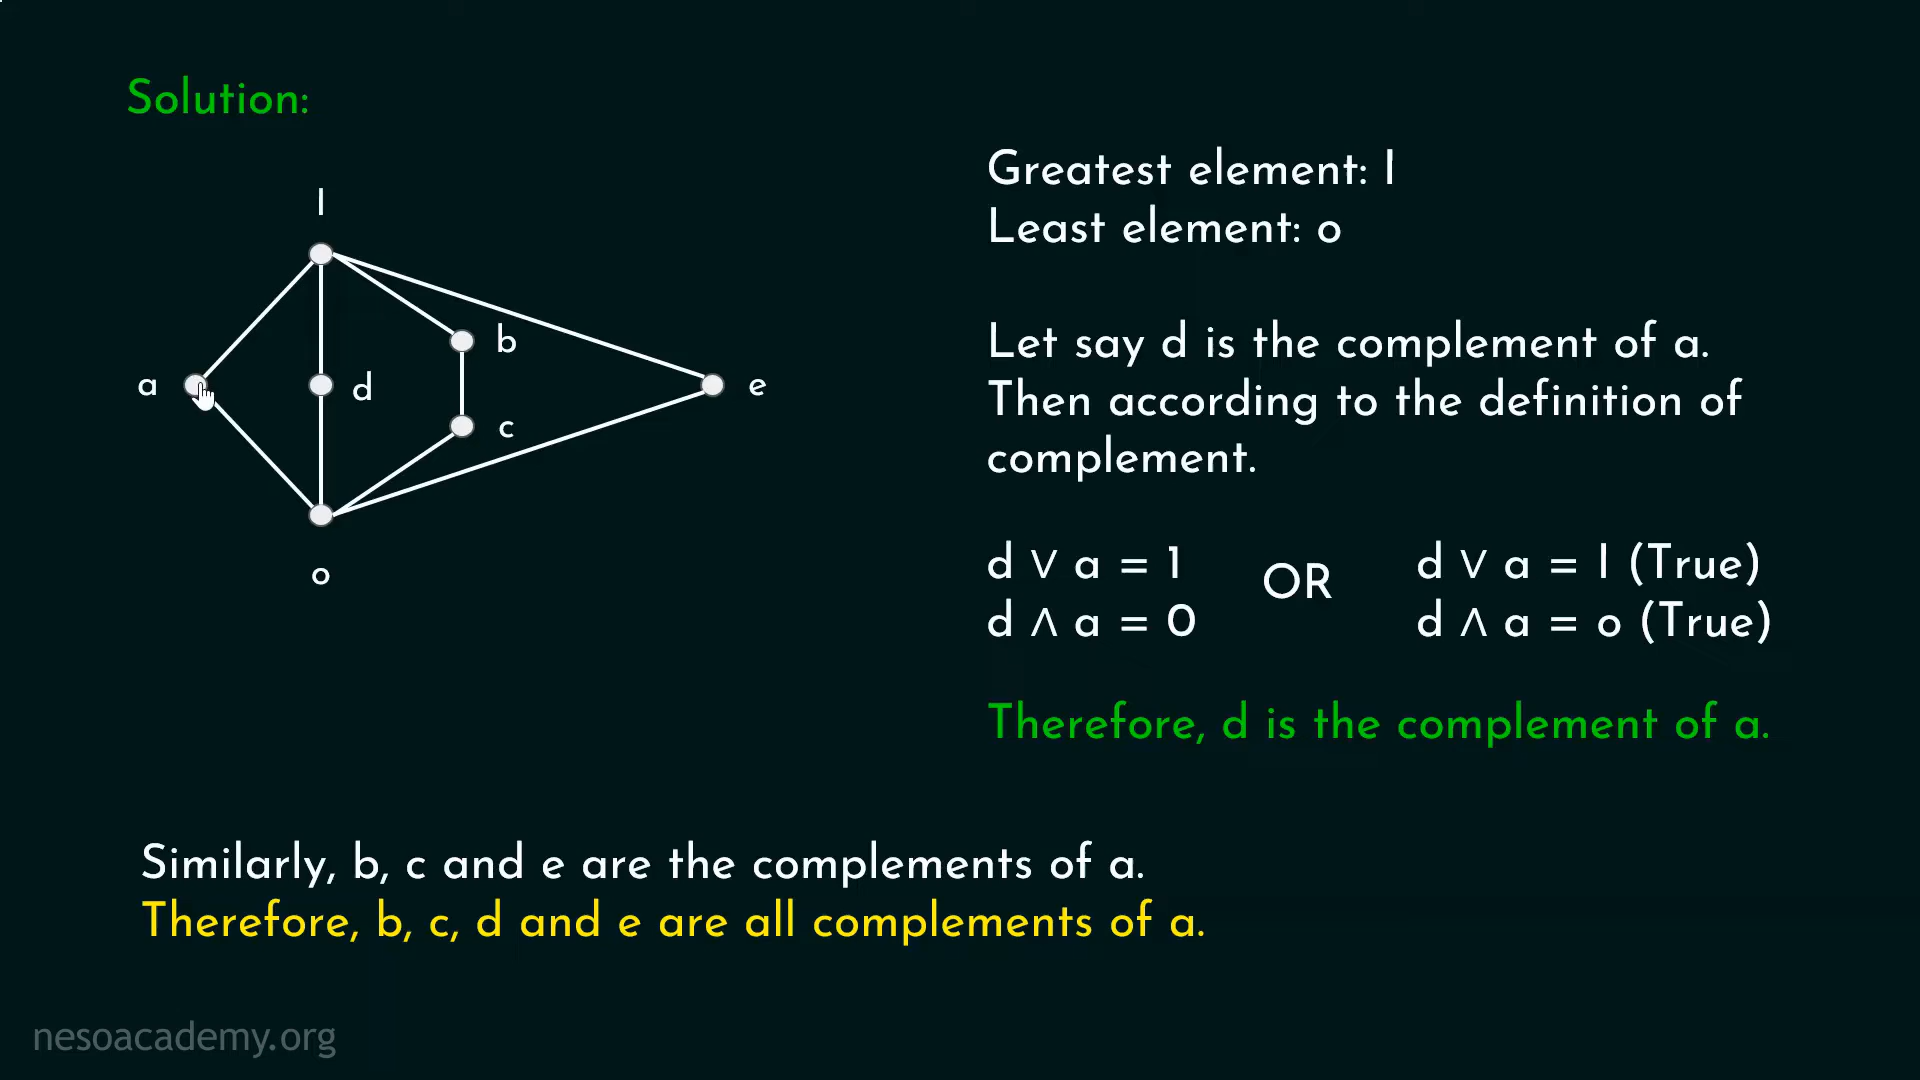 Solution:
I
a
d
b
c
e
o
Greatest element: I
Least element: o
Let say d is the complement of a.
Then according to the definition of
complement.
d ∨ a = 1
d ∧ a = 0
OR
d ∨ a = I (True)
d ∧ a = o (True)
Therefore, d is the complement of a.
Similarly, b, c and e are the complements of a.
Therefore, b, c, d and e are all complements of a.
nesoacademy.org